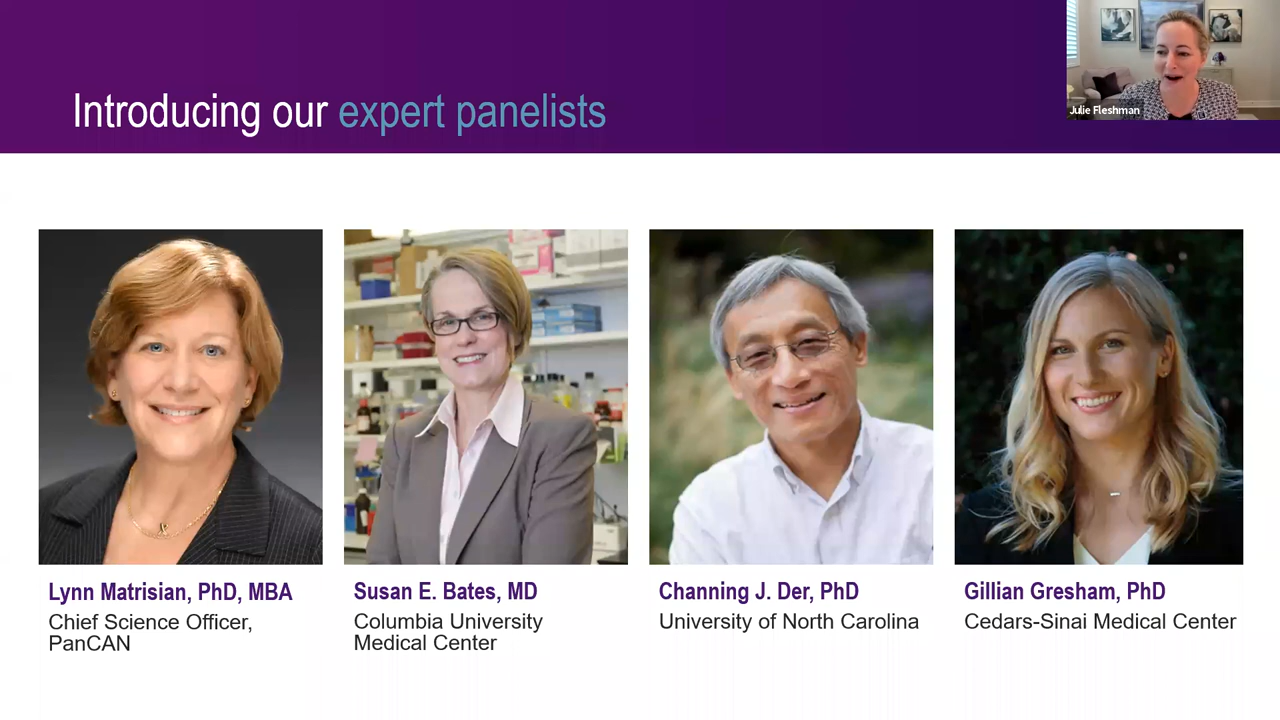 Introducing our expert panelists
Julie Fleshman
Lynn Matrisian, PhD, MBA
Chief Science Officer,
PanCAN
Susan E. Bates, MD
Columbia University
Medical Center
Channing J. Der, PhD
University of North Carolina
Gillian Gresham, PhD
Cedars-Sinai Medical Center